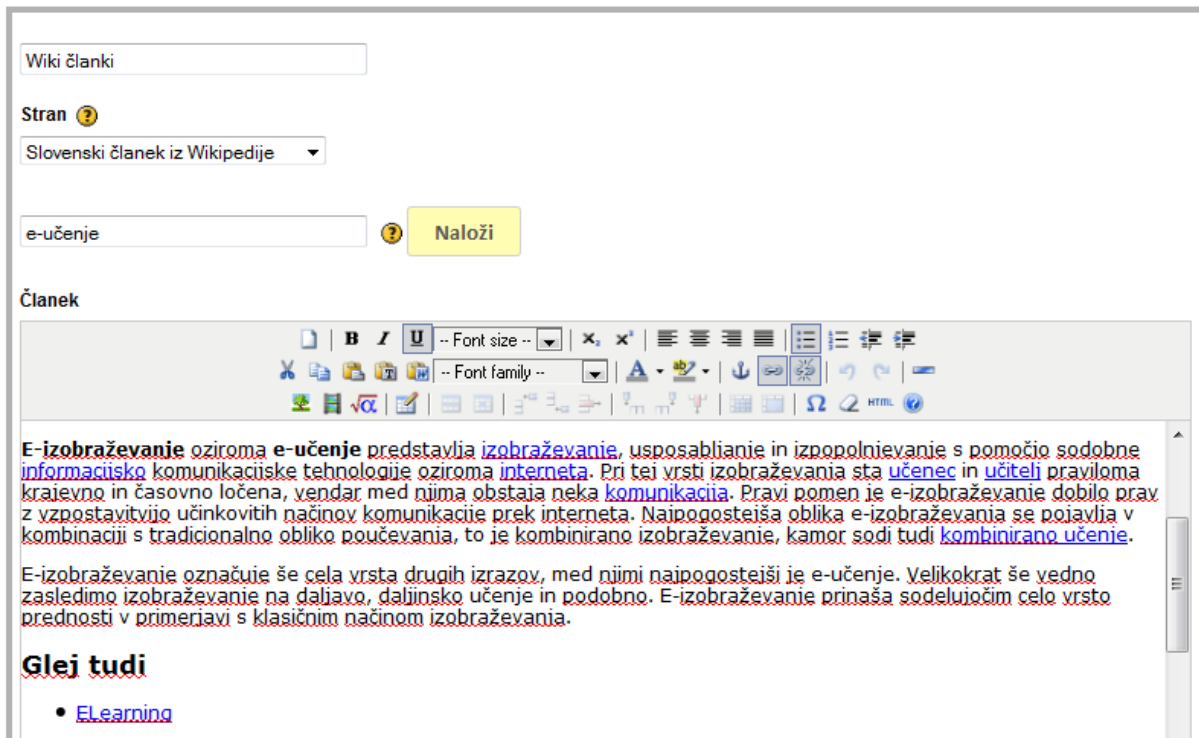 Wiki članki
Stran
Slovenski članek iz Wikipedije
e-učenje
Naloži
Članek
B I U -- Font size --
-- Font family --
HTML
E-izobraževanje oziroma e-učenje predstavlja izobraževanje, usposabljanje in izpopolnjevanje s pomočjo sodobne
informacijsko komunikacijske tehnologije oziroma interneta. Pri tej vrsti izobraževanja sta učenec in učitelj praviloma
krajevno in časovno ločena, vendar med njima obstaja neka komunikacija. Pravi pomen je e-izobraževanje dobilo prav
z vzpostavitvijo učinkovitih načinov komunikacije prek interneta. Najpogostejša oblika e-izobraževanja se pojavlja v
kombinaciji s tradicionalno obliko poučevanja, to je kombinirano izobraževanje, kamor sodi tudi kombinirano učenje.
E-izobraževanje označuje še cela vrsta drugih izrazov, med njimi najpogostejši je e-učenje. Velikokrat še vedno
zasledimo izobraževanje na daljavo, daljinsko učenje in podobno. E-izobraževanje prinaša sodelujočim celo vrsto
prednosti v primerjavi s klasičnim načinom izobraževanja.
Glej tudi
• ELearning